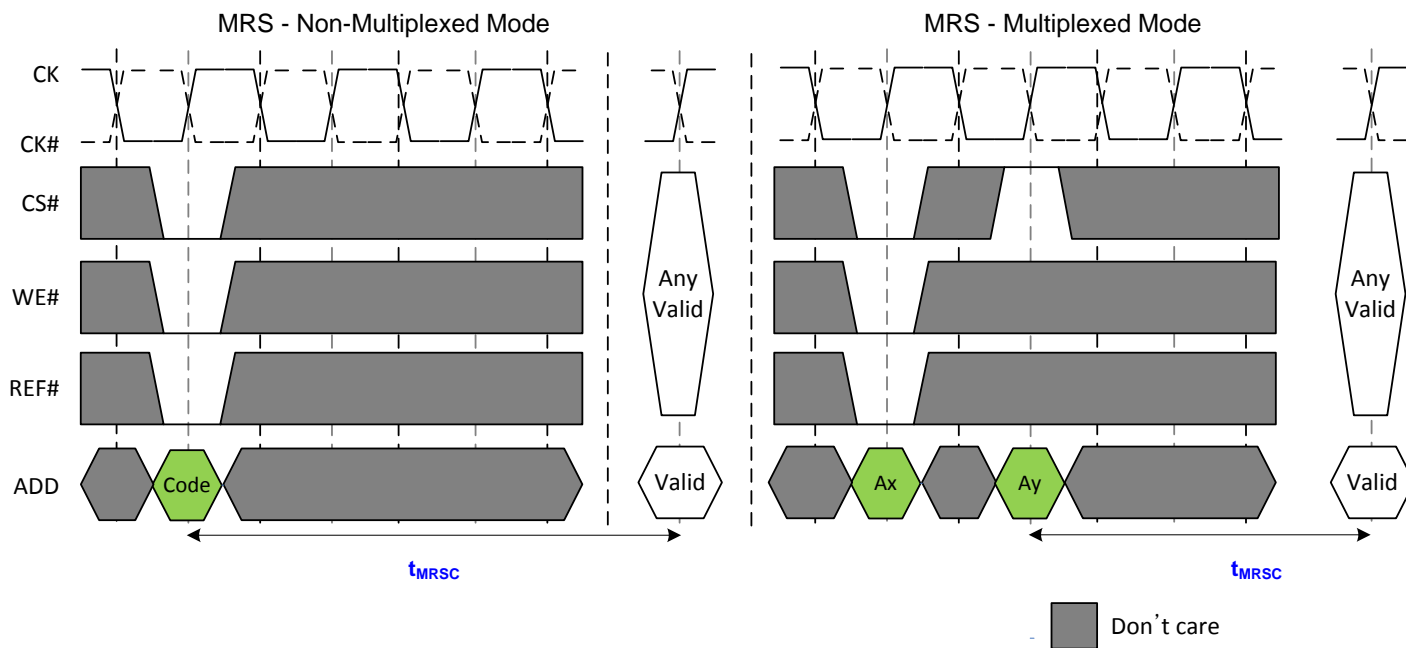 MRS - Non-Multiplexed Mode
MRS - Multiplexed Mode
CK
CK#
CS#
WE#
REF#
ADD
Any
Valid
Any
Valid
Code
Valid
Ax
Ay
Valid
tMRSC
tMRSC
Don't care